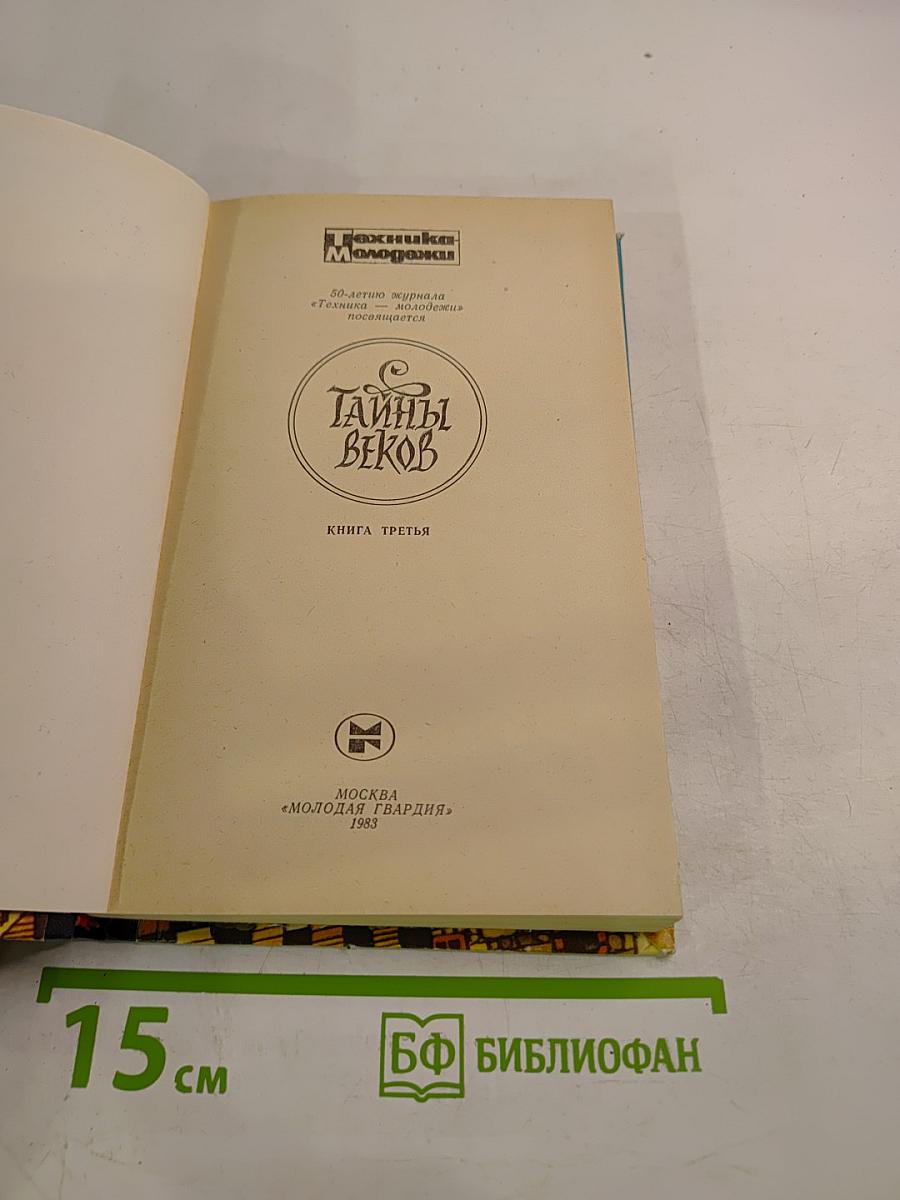 Техника-
Молодежи
50-летию журнала
«Техника — молодежи»
посвящается
ТАЙНЫ
ВЕКОВ
КНИГА ТРЕТЬЯ
МОСКВА
«МОЛОДАЯ ГВАРДИЯ»
1983
15 см
БФ БИБЛИОФАН